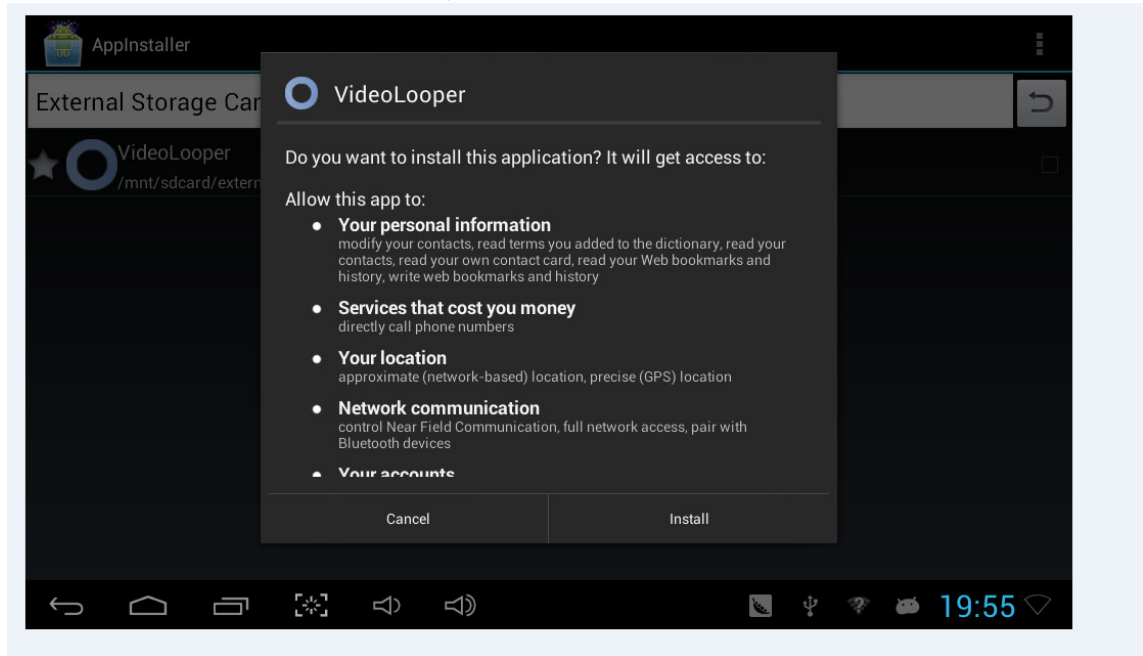 AppInstaller
External Storage Car
VideoLooper
/mnt/sdcard/extern
VideoLooper
Do you want to install this application? It will get access to:
Allow this app to:
● Your personal information
modify your contacts, read terms you added to the dictionary, read your
contacts, read your own contact card, read your Web bookmarks and
history, write web bookmarks and history
● Services that cost you money
directly call phone numbers
● Your location
approximate (network-based) location, precise (GPS) location
● Network communication
control Near Field Communication, full network access, pair with
Bluetooth devices
● Your accounts
Cancel
Install
19:55